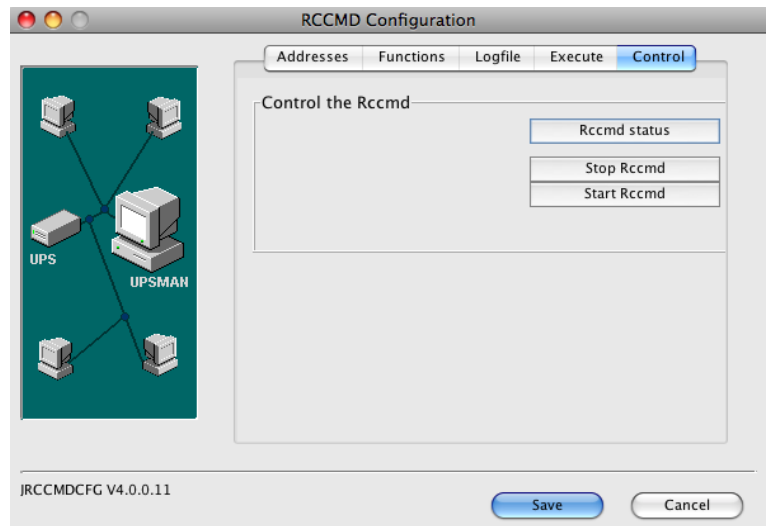 RCCMD Configuration
Addresses Functions Logfile Execute Control
Control the Rccmd
Rccmd status
Stop Rccmd
Start Rccmd
UPS
UPSMAN
JRCCMDCFG V4.0.0.11
Save Cancel